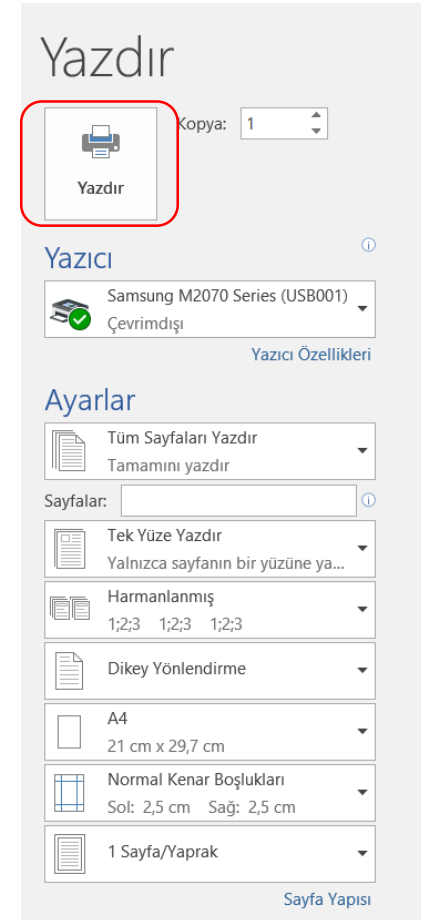 Yazdır
Kopya: 1
Yazdır
Yazıcı
Samsung M2070 Series (USB001)
Çevrimdışı
Yazıcı Özellikleri
Ayarlar
Tüm Sayfaları Yazdır
Tamamını yazdır
Sayfalar:
Tek Yüze Yazdır
Yalnızca sayfanın bir yüzüne ya...
Harmanlanmış
1;2;3 1;2;3 1;2;3
Dikey Yönlendirme
A4
21 cm x 29,7 cm
Normal Kenar Boşlukları
Sol: 2,5 cm Sağ: 2,5 cm
1 Sayfa/Yaprak
Sayfa Yapısı